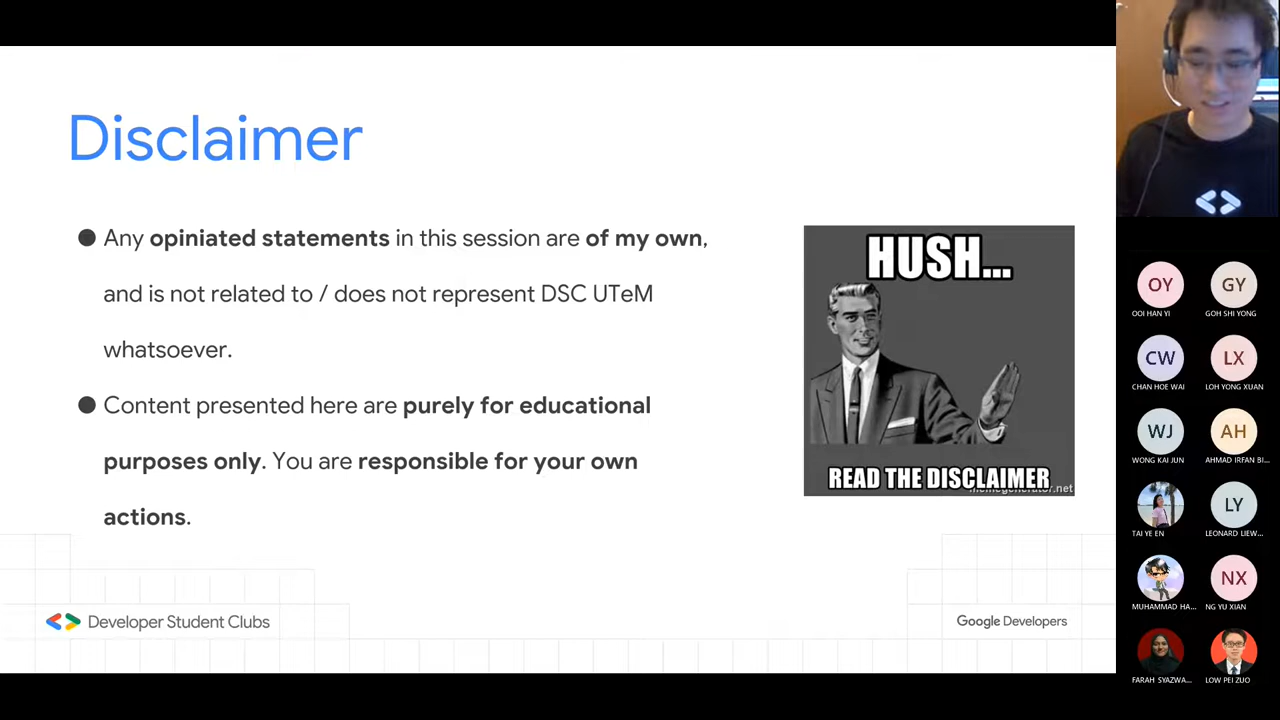 Disclaimer
● Any opiniated statements in this session are of my own,
and is not related to / does not represent DSC UTeM
whatsoever.
● Content presented here are purely for educational
purposes only. You are responsible for your own
actions.
HUSH...
READ THE DISCLAIMER
memegenerator.net
Developer Student Clubs
Google Developers
OY
OOI HAN YI
GY
GOH SHI YONG
CW
CHAN HOE WAI
LX
LOH YONG XUAN
WJ
WONG KAI JUN
AH
AHMAD IRFAN BI...
TAI YE EN
LY
LEONARD LIEW...
MUHAMMAD HA...
NX
NG YU XIAN
FARAH SYAZWA...
LOW PEI ZUO